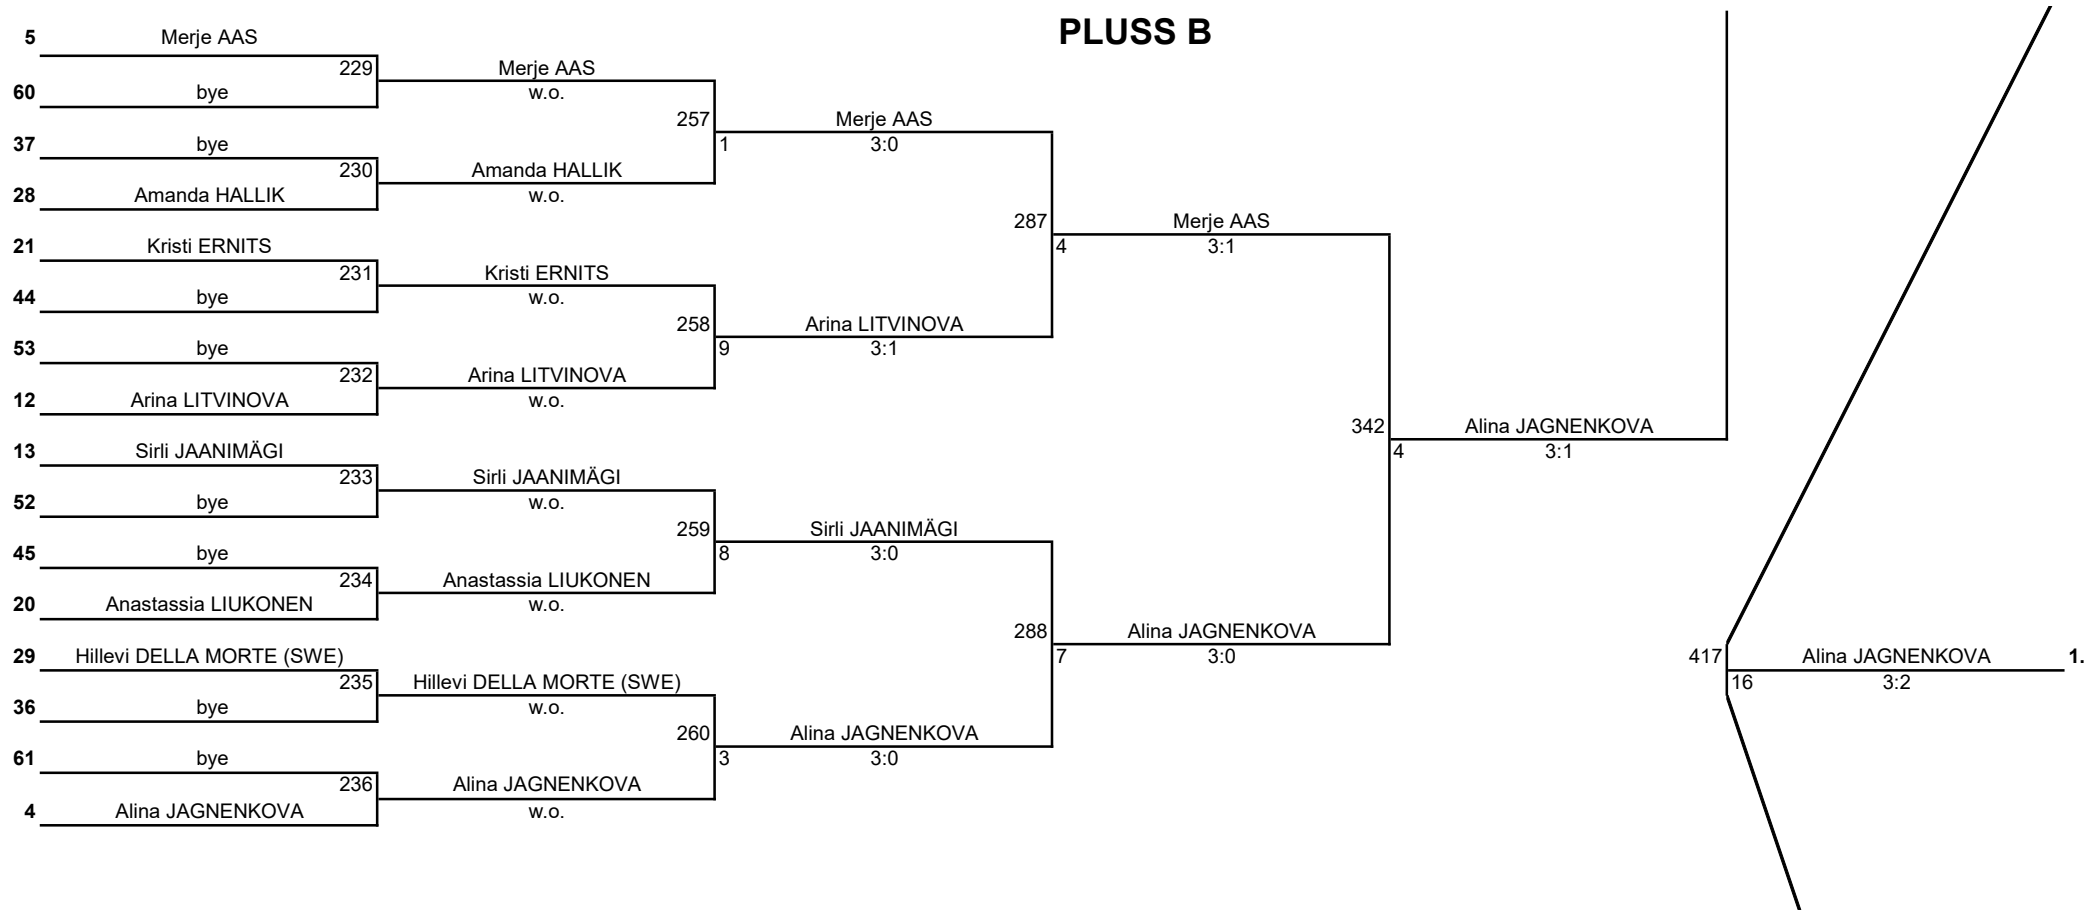 PLUSS B
5 Merje AAS
229 Merje AAS
60 bye w.o.
257 Merje AAS
37 bye 1 3:0
230 Amanda HALLIK
28 Amanda HALLIK w.o.
287 Merje AAS
21 Kristi ERNITS 4 3:1
231 Kristi ERNITS
44 bye w.o.
258 Arina LITVINOVA
53 bye 9 3:1
232 Arina LITVINOVA
12 Arina LITVINOVA w.o.
342 Alina JAGNENKOVA
13 Sirli JAANIMÄGI 4 3:1
233 Sirli JAANIMÄGI
52 bye w.o.
259 Sirli JAANIMÄGI
45 bye 8 3:0
234 Anastassia LIUKONEN
20 Anastassia LIUKONEN w.o.
288 Alina JAGNENKOVA
29 Hillevi DELLA MORTE (SWE) 7 3:0 417 Alina JAGNENKOVA 1.
235 Hillevi DELLA MORTE (SWE) 16 3:2
36 bye w.o.
260 Alina JAGNENKOVA
61 bye 3 3:0
236 Alina JAGNENKOVA
4 Alina JAGNENKOVA w.o.